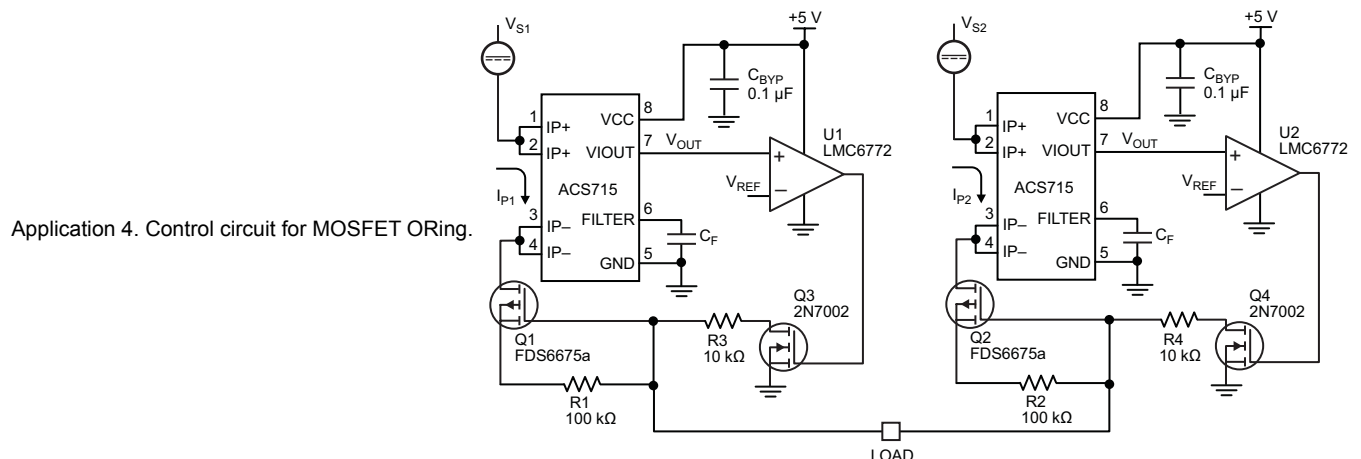 Application 4. Control circuit for MOSFET ORing.
VS1
+5 V
CBYP
0.1 µF
1
IP+
2
IP+
VCC
8
VIOUT
7
VOUT
U1
LMC6772
+
VREF
–
IP1
ACS715
3
IP–
4
IP–
FILTER
6
CF
GND
5
Q1
FDS6675a
R3
10 kΩ
Q3
2N7002
R1
100 kΩ
VS2
+5 V
CBYP
0.1 µF
1
IP+
2
IP+
VCC
8
VIOUT
7
VOUT
U2
LMC6772
+
VREF
–
IP2
ACS715
3
IP–
4
IP–
FILTER
6
CF
GND
5
Q2
FDS6675a
R4
10 kΩ
Q4
2N7002
R2
100 kΩ
LOAD